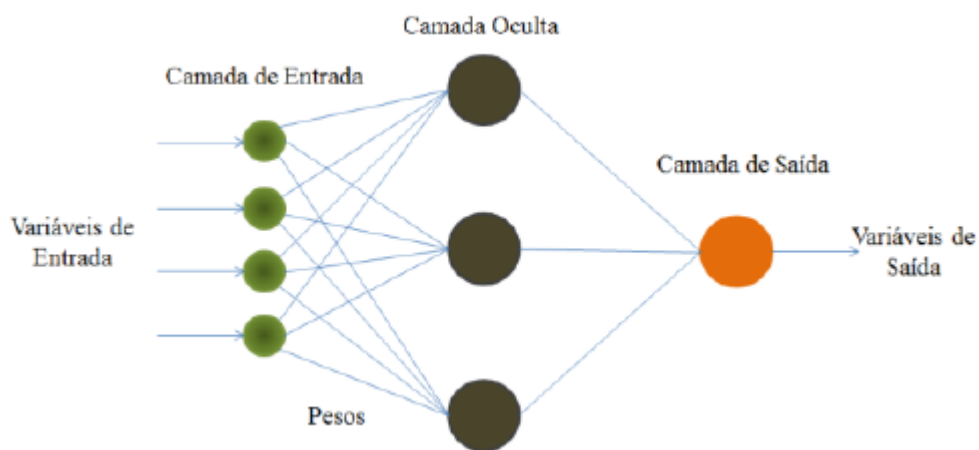 Camada Oculta
Camada de Entrada
Camada de Saída
Variáveis de
Entrada
Variáveis de
Saída
Pesos